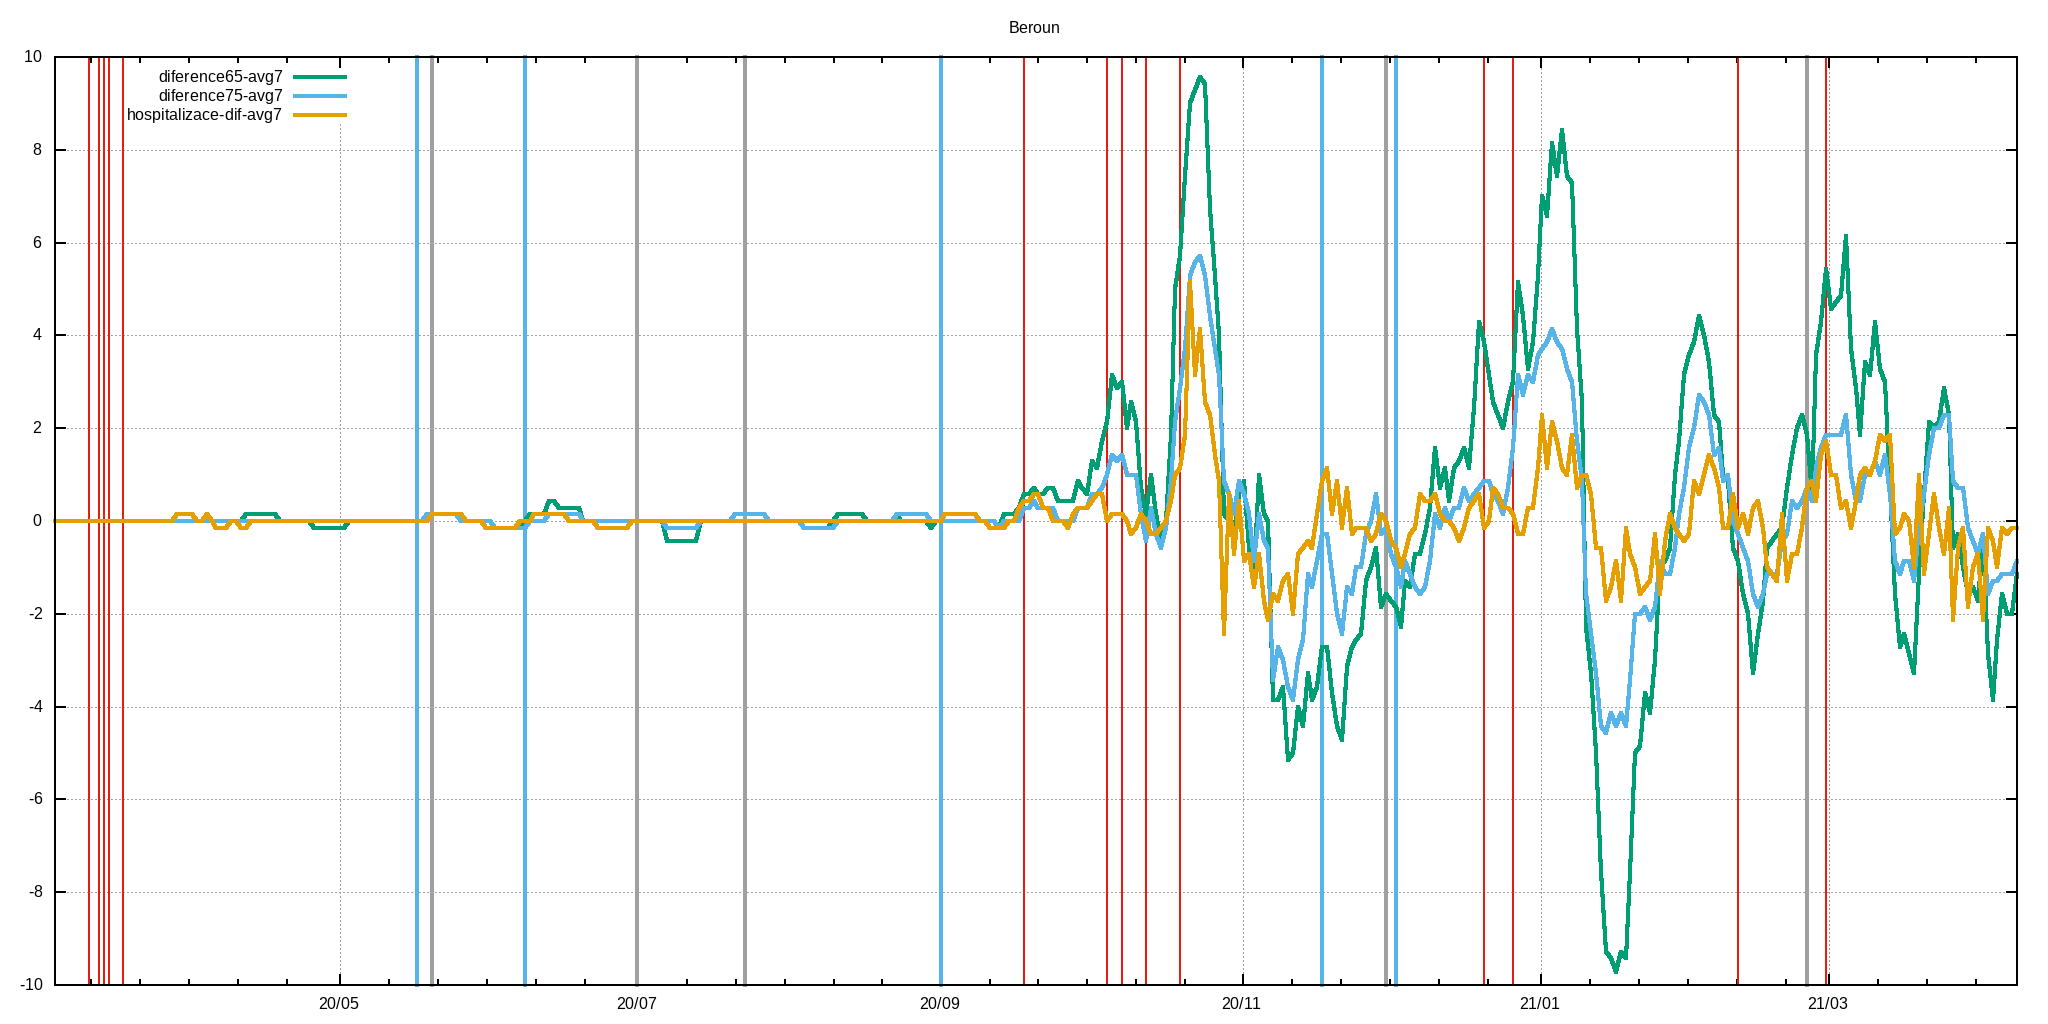 Beroun
diference65-avg7
diference75-avg7
hospitalizace-dif-avg7
10
8
6
4
2
0
-2
-4
-6
-8
-10
20/05 20/07 20/09 20/11 21/01 21/03